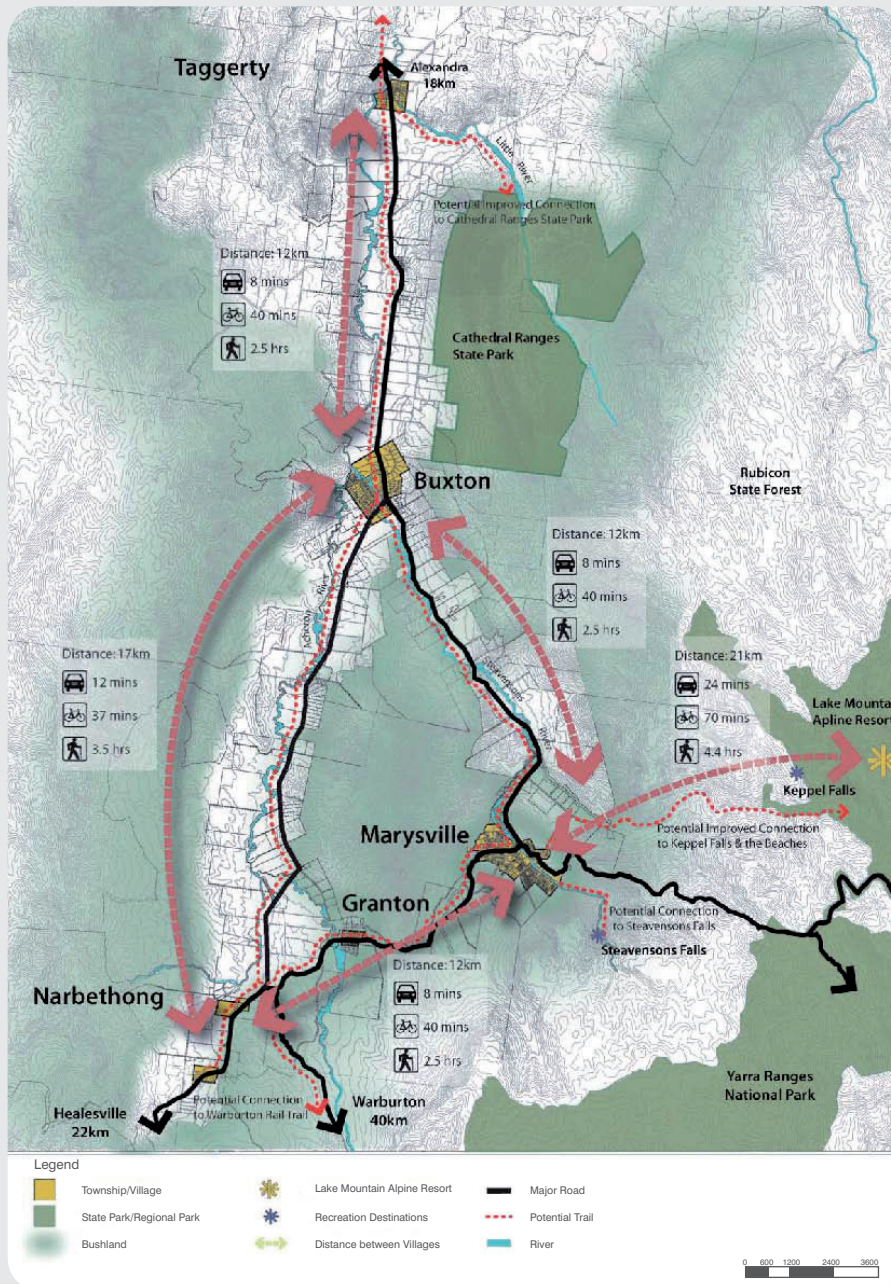 Taggerty
Alexandra
18km
Little River
Potential Improved Connection
to Cathedral Ranges State Park
Distance: 12km
8 mins
40 mins
2.5 hrs
Cathedral Ranges
State Park
Buxton
Rubicon
State Forest
Distance: 12km
8 mins
40 mins
2.5 hrs
Acheron River
Distance: 17km
12 mins
37 mins
3.5 hrs
Steavensons River
Distance: 21km
24 mins
70 mins
4.4 hrs
Lake Mounta
Apline Resort
Keppel Falls
Marysville
Potential Improved Connection
to Keppel Falls & the Beaches
Granton
Potential Connection
to Steavensons Falls
Steavensons Falls
Distance: 12km
8 mins
40 mins
2.5 hrs
Narbethong
Yarra Ranges
National Park
Potential Connection
to Warburton Rail Trail
Warburton
40km
Healesville
22km
Legend
Township/Village
State Park/Regional Park
Bushland
Lake Mountain Alpine Resort
Recreation Destinations
Distance between Villages
Major Road
Potential Trail
River
0 600 1200 2400 3600